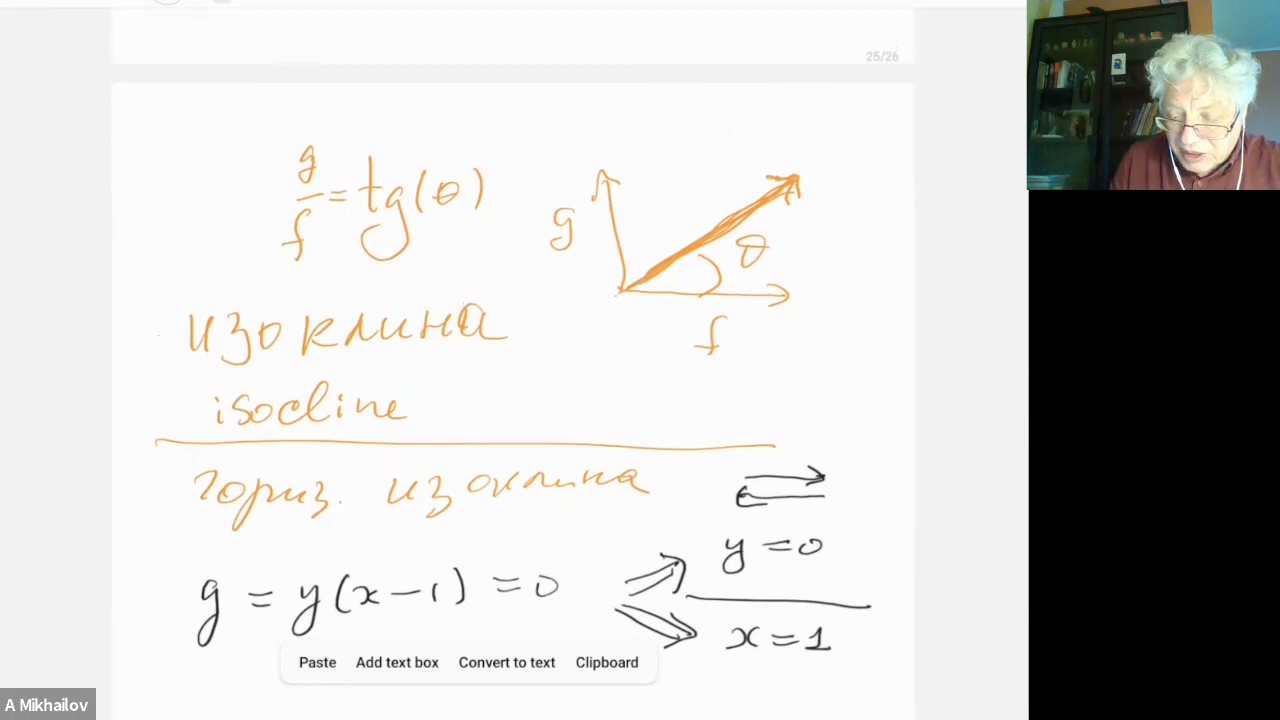 25/26
g/f = tg(θ)
g
θ
f
изоклина
isocline
гориз. изоклина
y = 0
g = y(x-1) = 0
x = 1
Paste Add text box Convert to text Clipboard
A Mikhailov